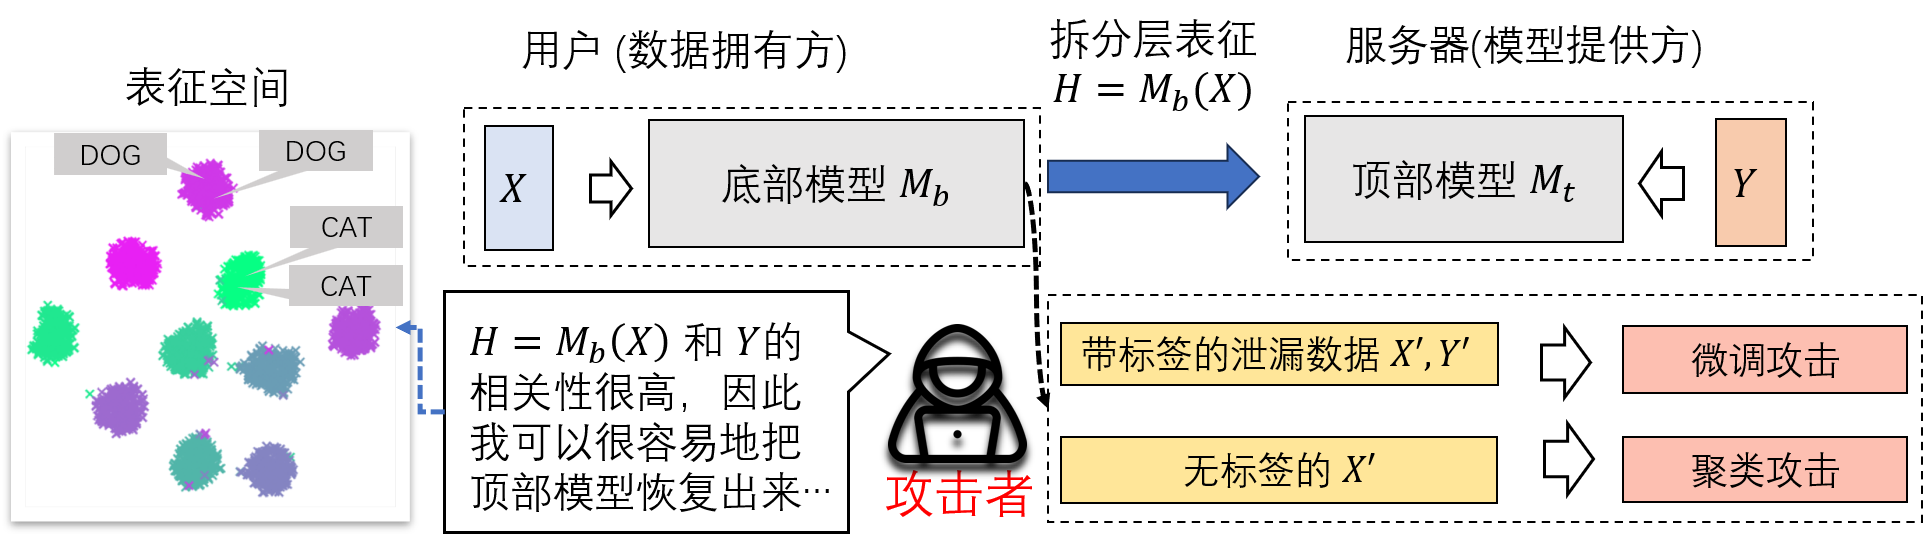 表征空间
DOG
DOG
CAT
CAT
用户 (数据拥有方)
X
底部模型 M_b
拆分层表征
H = M_b(X)
服务器(模型提供方)
顶部模型 M_t
Y
H = M_b(X) 和 Y的
相关性很高，因此
我可以很容易地把
顶部模型恢复出来…
攻击者
带标签的泄漏数据 X′, Y′
微调攻击
无标签的 X′
聚类攻击